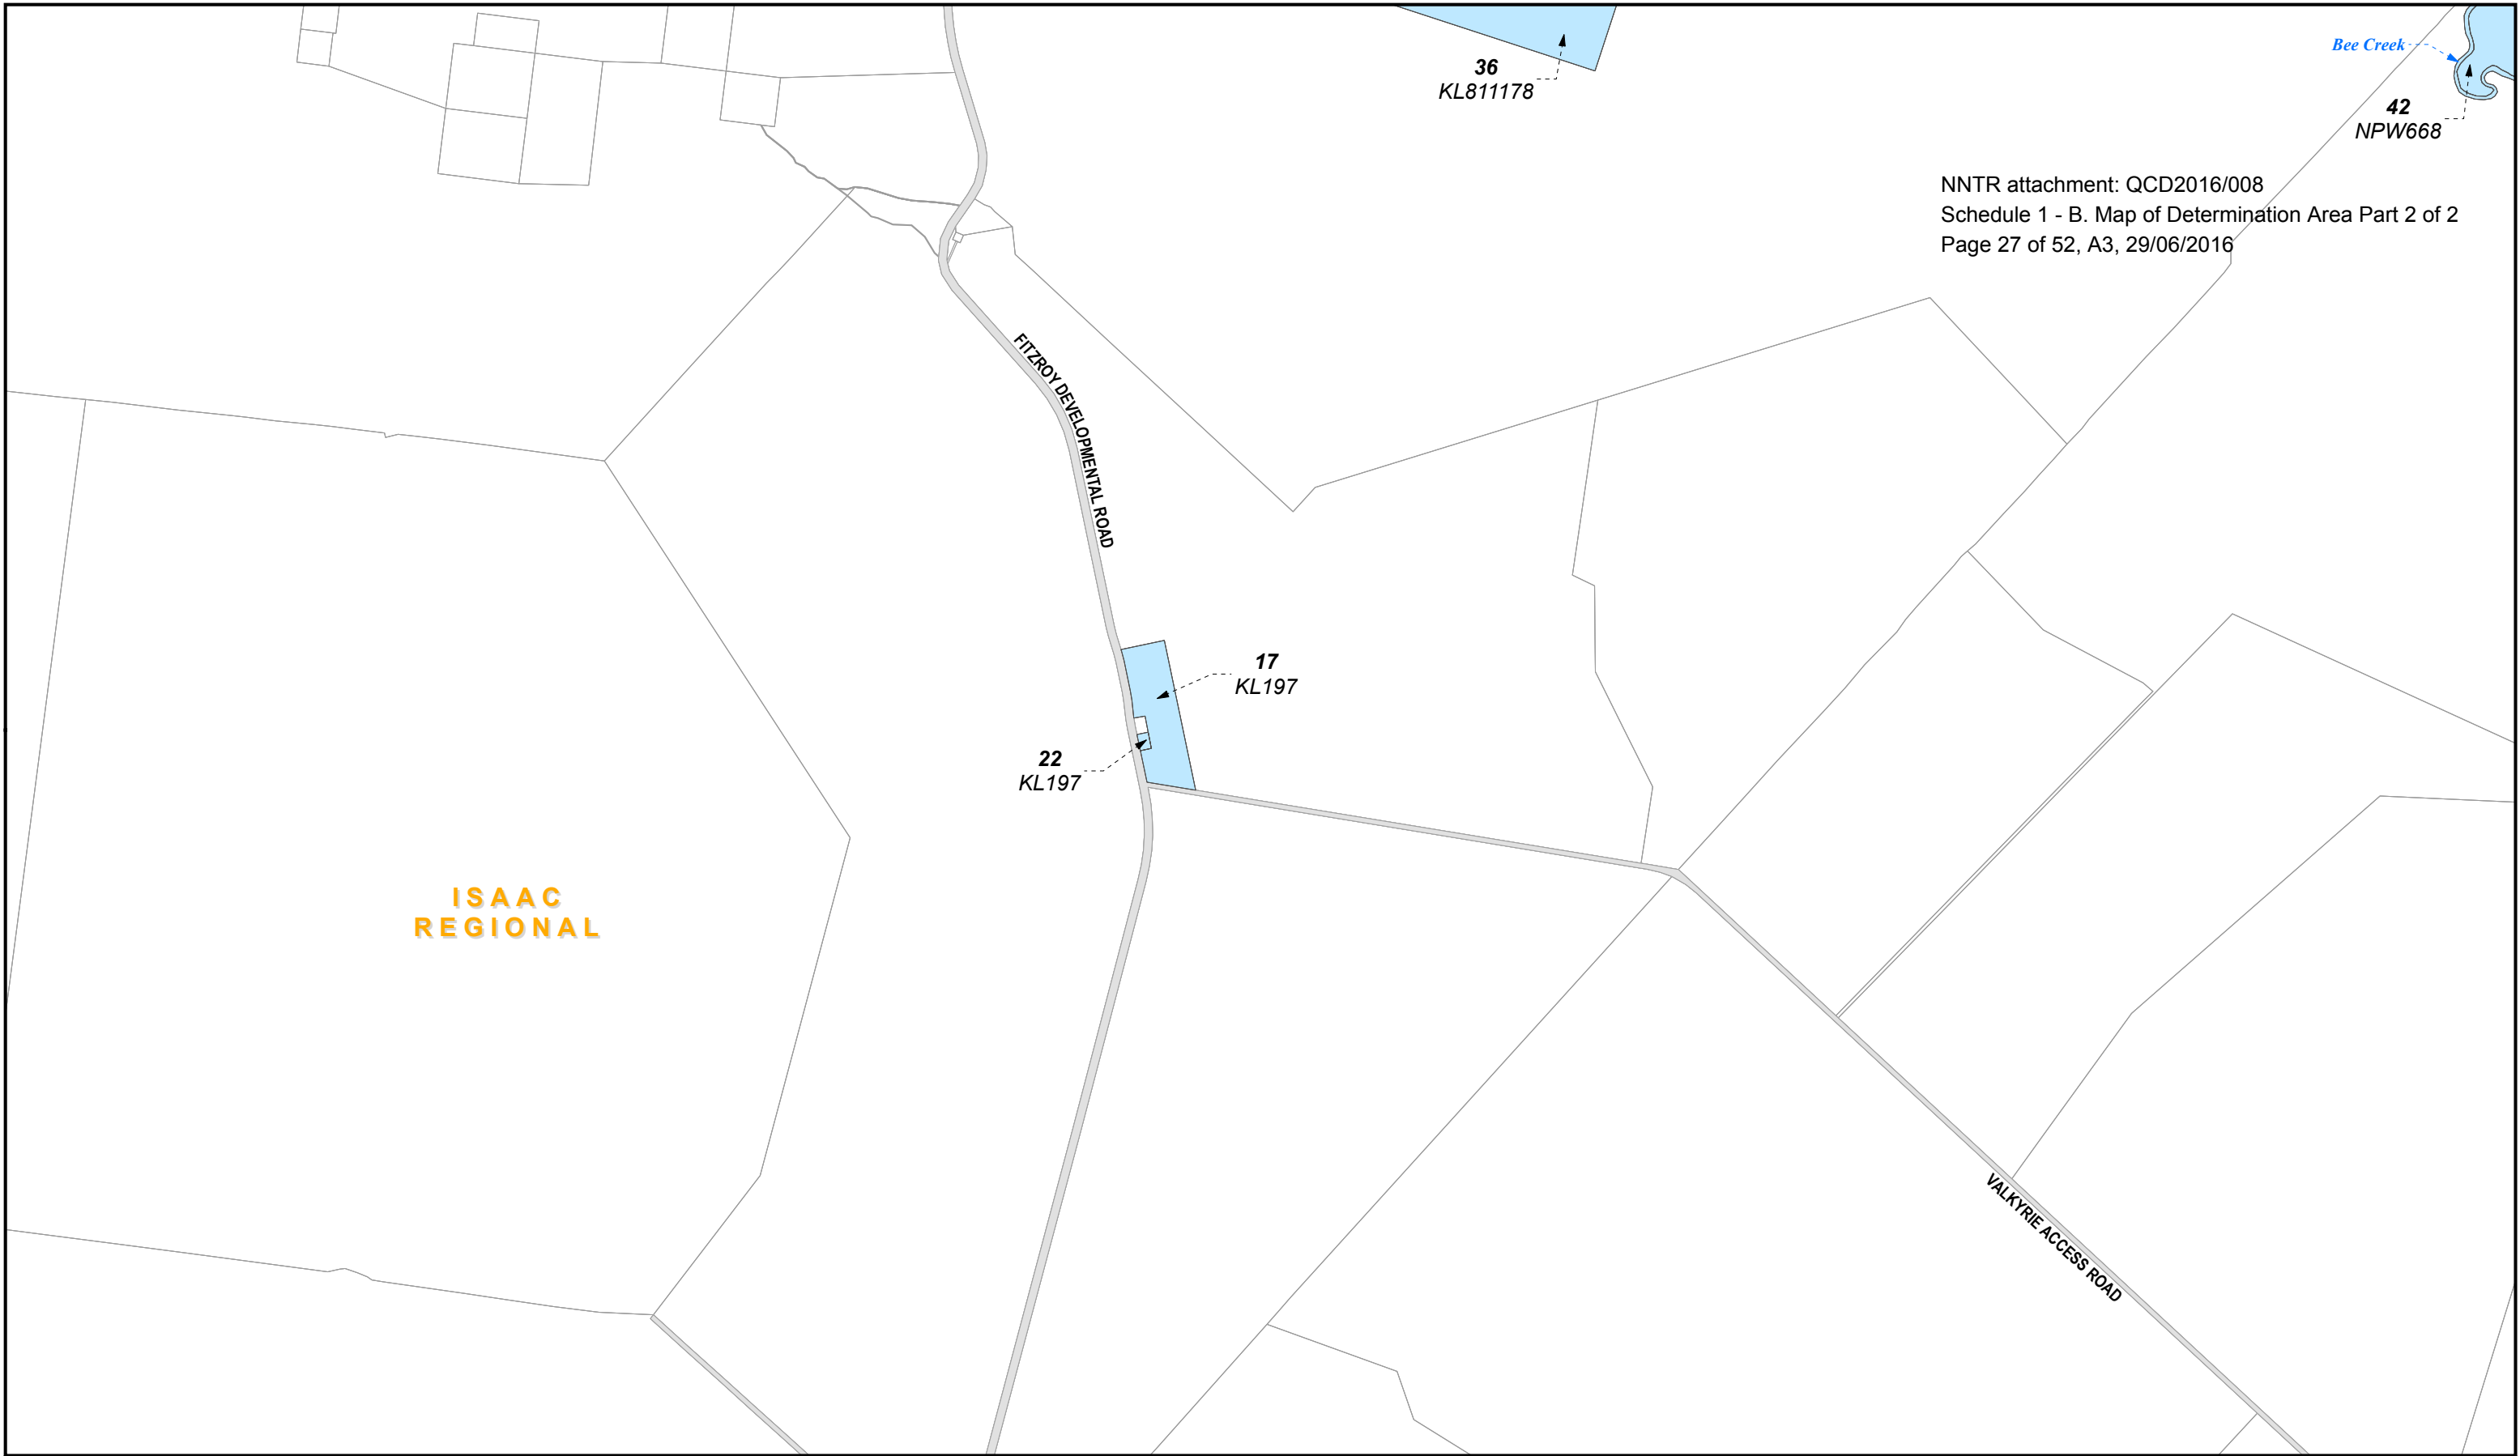 36
KL811178
Bee Creek
42
NPW668
NNTR attachment: QCD2016/008
Schedule 1 - B. Map of Determination Area Part 2 of 2
Page 27 of 52, A3, 29/06/2016
FITZROY DEVELOPMENTAL ROAD
17
KL197
22
KL197
ISAAC
REGIONAL
VALKYRIE ACCESS ROAD